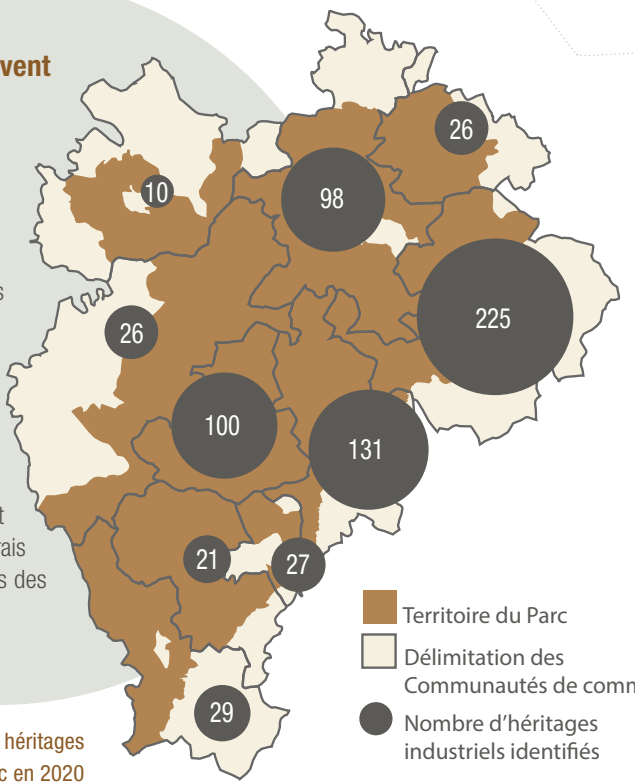 vent
26
10
98
s
225
26
100
131
t
rais
21
27
s des
Territoire du Parc
Délimitation des
Communautés de comm
29
Nombre d'héritages
industriels identifiés
héritages
c en 2020